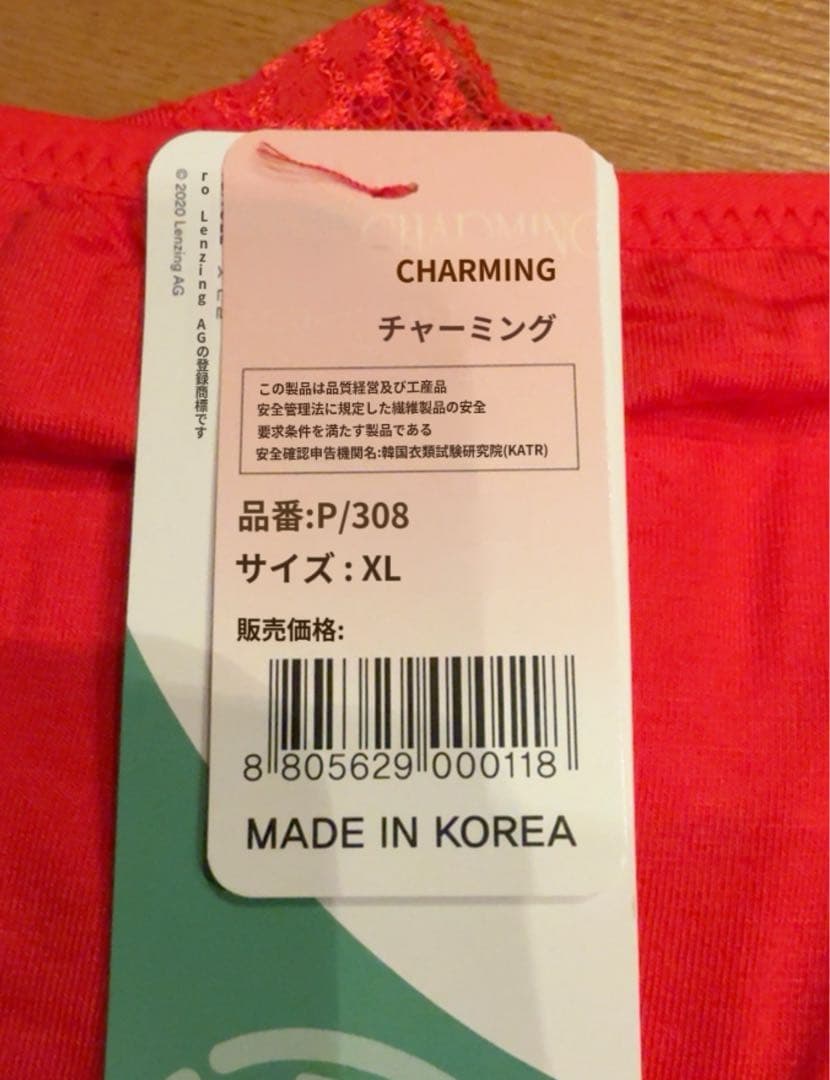 CHARMING
チャーミング
この製品は品質経営及び工産品
安全管理法に規定した繊維製品の安全
要求条件を満たす製品である
安全確認申告機関名:韓国衣類試験研究院(KATR)
品番:P/308
サイズ : XL
販売価格:
8 805629 000118
MADE IN KOREA
ro Lenzing AGの登録商標です
© 2020 Lenzing AG